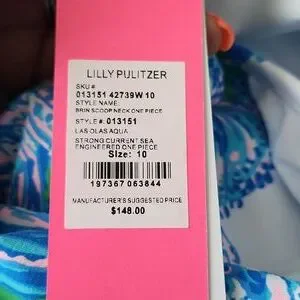 LILLY PULITZER
SKU#
013151 42739W 10
STYLE NAME:
BRIN SCOOP NECK ONE PIECE
STYLE #: 013151
LAS OLAS AQUA
STRONG CURRENT SEA
ENGINEERED ONE PIECE
Size: 10
197367 063844
MANUFACTURER'S SUGGESTED PRICE
$148.00